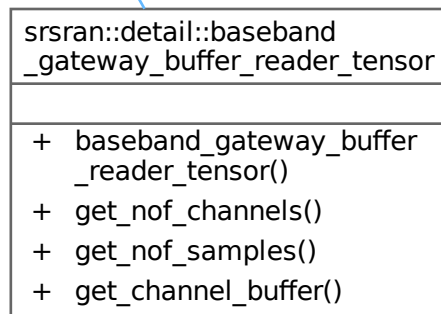 srsran::detail::baseband
_gateway_buffer_reader_tensor
+ baseband_gateway_buffer
_reader_tensor()
+ get_nof_channels()
+ get_nof_samples()
+ get_channel_buffer()